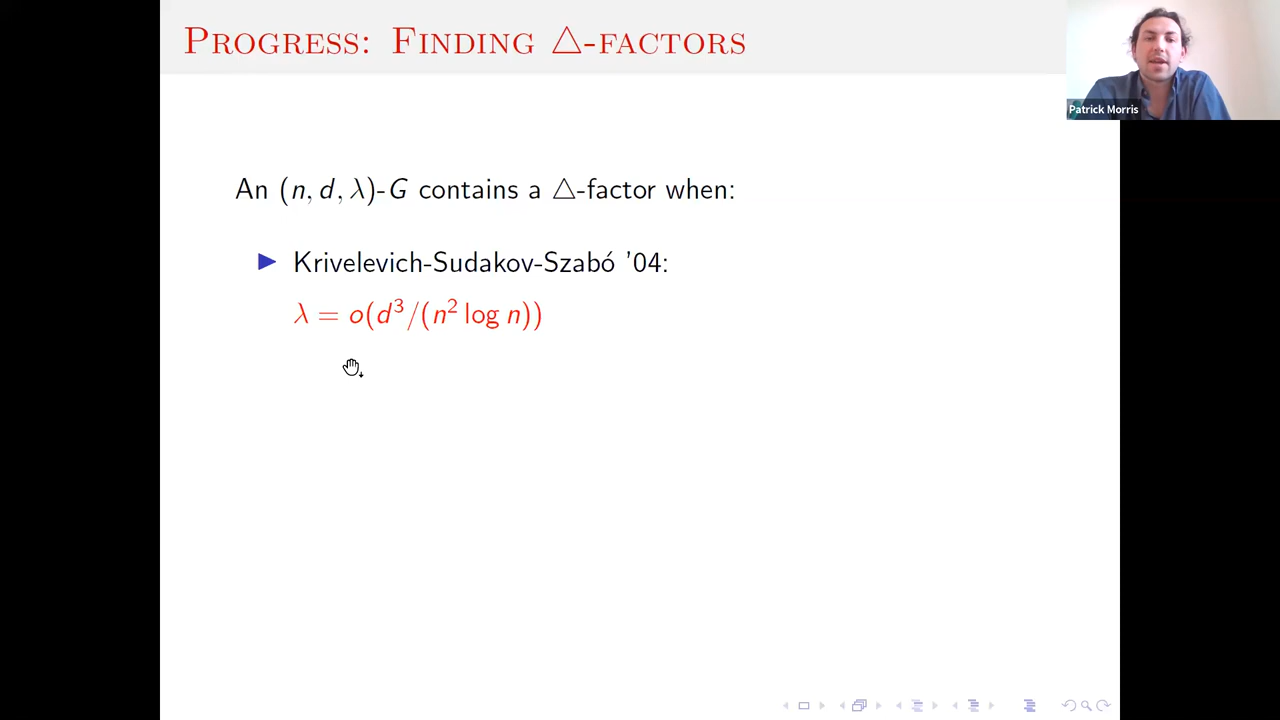 Progress: Finding △-factors
Patrick Morris
An (n, d, λ)-G contains a △-factor when:
▶ Krivelevich-Sudakov-Szabó '04:
λ = o(d³/(n² log n))